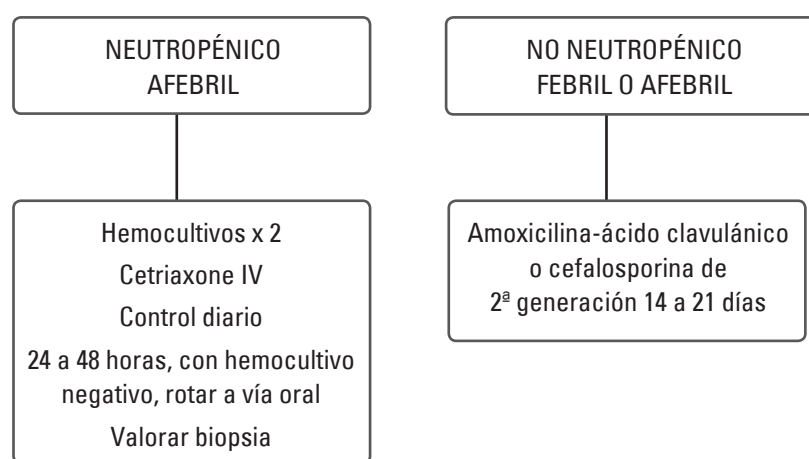 NEUTROPÉNICO
AFEBRIL
NO NEUTROPÉNICO
FEBRIL O AFEBRIL
Hemocultivos x 2
Cetriaxone IV
Control diario
24 a 48 horas, con hemocultivo
negativo, rotar a vía oral
Valorar biopsia
Amoxicilina-ácido clavulánico
o cefalosporina de
2ª generación 14 a 21 días